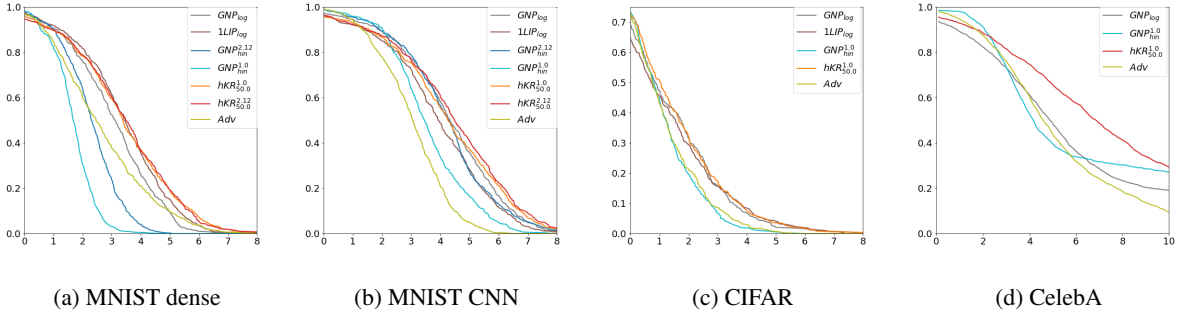 1.0
0.8
0.6
0.4
0.2
0.0
0 1 2 3 4 5 6 7 8
GNP_log
1LIP_log
GNP_hin^2.12
GNP_hin^1.0
hKR_50.0^1.0
hKR_50.0^2.12
Adv
(a) MNIST dense
1.0
0.8
0.6
0.4
0.2
0.0
0 1 2 3 4 5 6 7 8
GNP_log
1LIP_log
GNP_hin^2.12
GNP_hin^1.0
hKR_50.0^1.0
hKR_50.0^2.12
Adv
(b) MNIST CNN
0.7
0.6
0.5
0.4
0.3
0.2
0.1
0.0
0 1 2 3 4 5 6 7 8
GNP_log
1LIP_log
GNP_hin^1.0
hKR_50.0^1.0
Adv
(c) CIFAR
1.0
0.8
0.6
0.4
0.2
0.0
0 2 4 6 8 10
GNP_log
GNP_hin^1.0
hKR_50.0^1.0
Adv
(d) CelebA